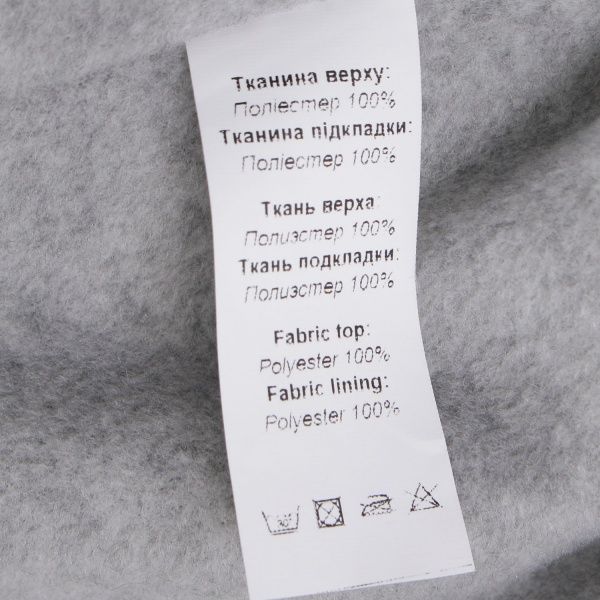 Тканина верху:
Поліестер 100%
Тканина підкладки:
Поліестер 100%
Ткань верха:
Полиэстер 100%
Ткань подкладки:
Полиэстер 100%
Fabric top:
Polyester 100%
Fabric lining:
Polyester 100%